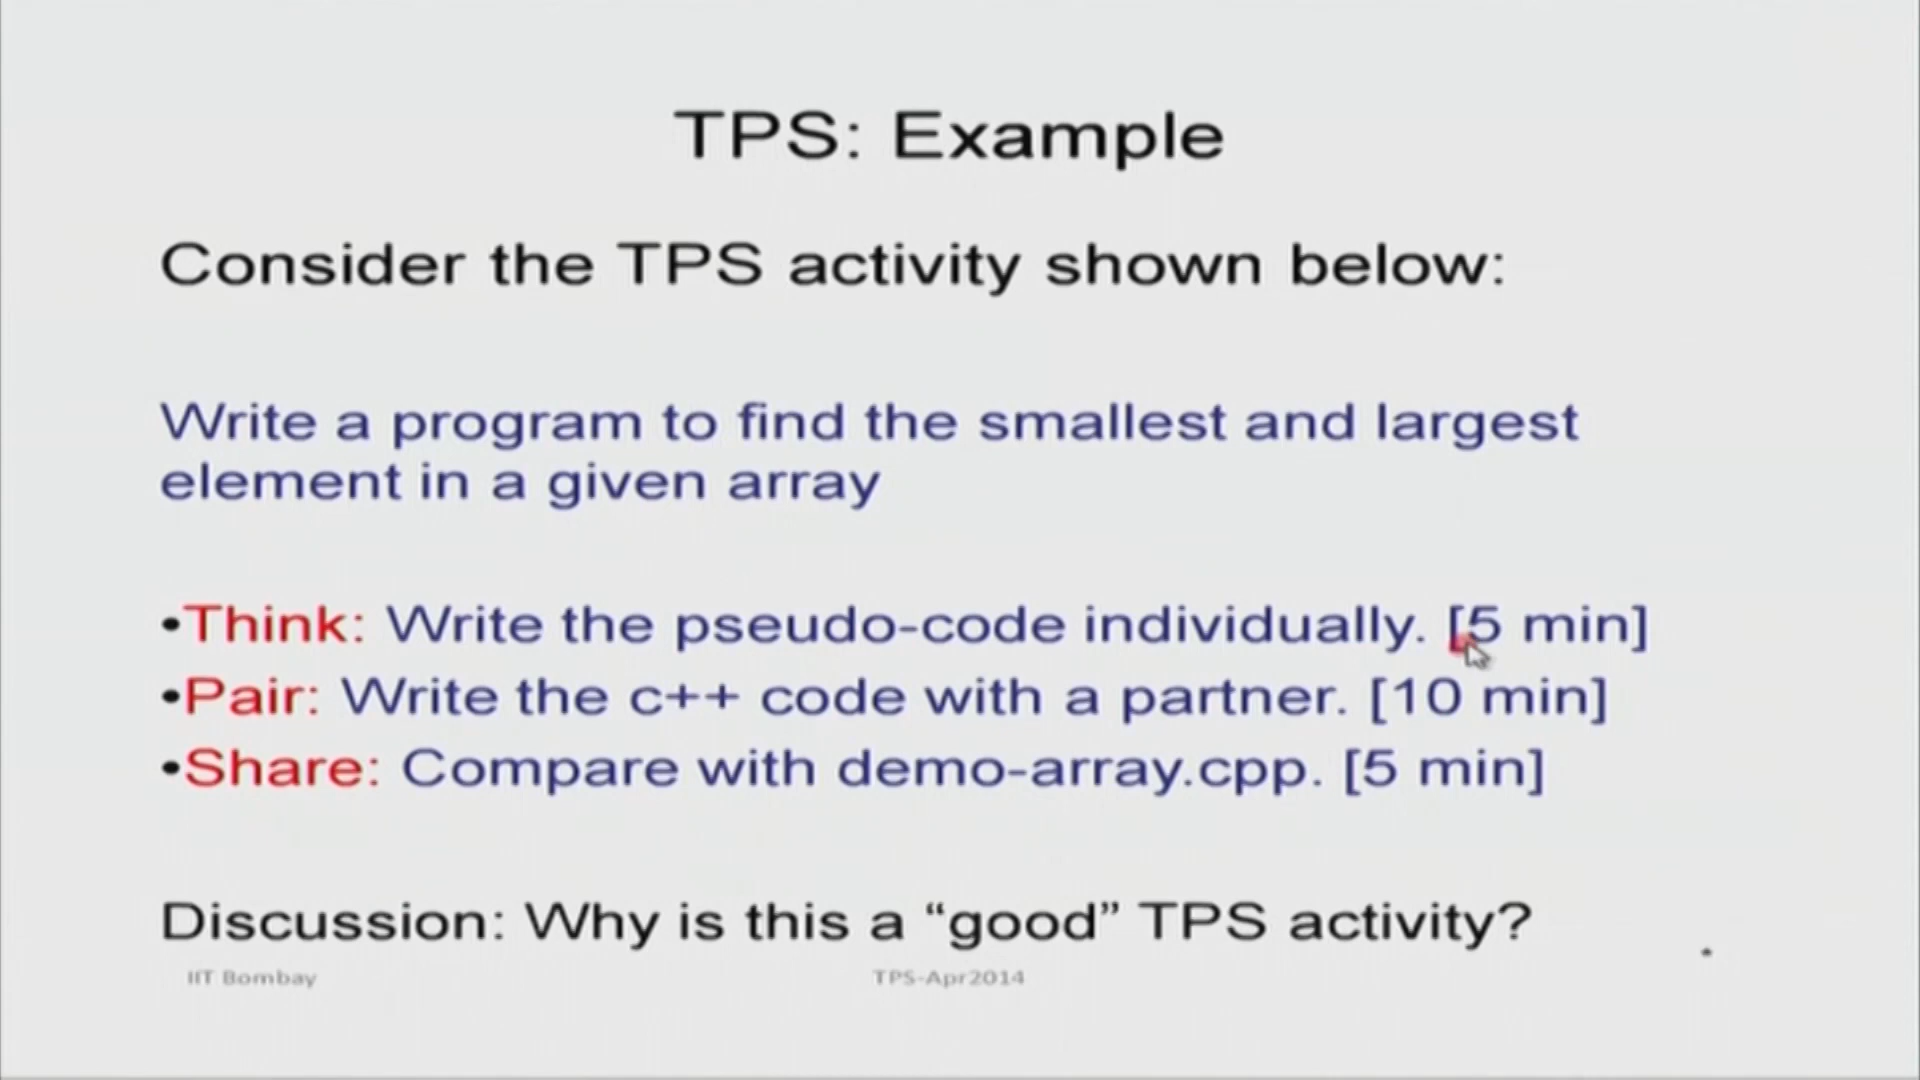 TPS: Example
Consider the TPS activity shown below:
Write a program to find the smallest and largest
element in a given array
•Think: Write the pseudo-code individually. [5 min]
•Pair: Write the c++ code with a partner. [10 min]
•Share: Compare with demo-array.cpp. [5 min]
Discussion: Why is this a “good” TPS activity?
IIT Bombay
TPS-Apr2014